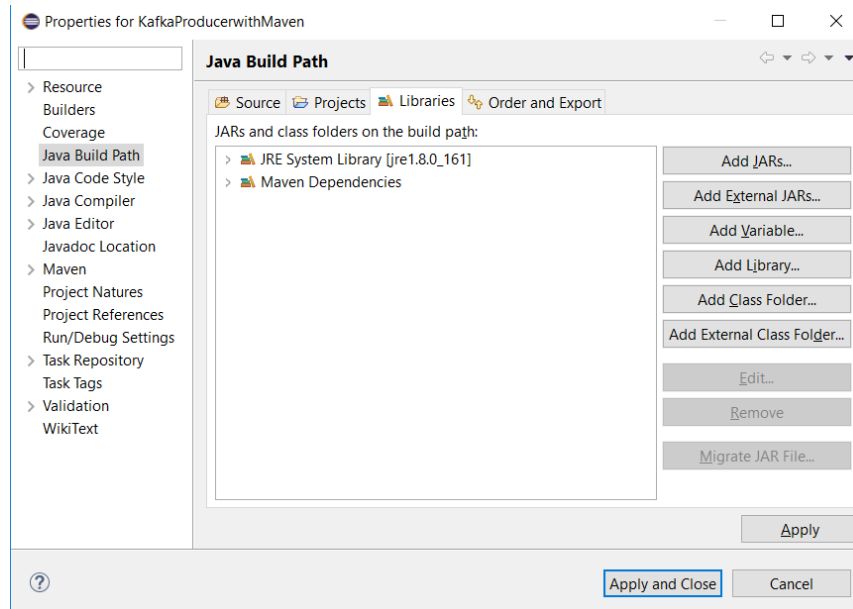 Properties for KafkaProducerwithMaven
Java Build Path
Resource
Builders
Coverage
Java Build Path
Java Code Style
Java Compiler
Java Editor
Javadoc Location
Maven
Project Natures
Project References
Run/Debug Settings
Task Repository
Task Tags
Validation
WikiText
Source Projects Libraries Order and Export
JARs and class folders on the build path:
JRE System Library [jre1.8.0_161]
Maven Dependencies
Add JARs...
Add External JARs...
Add Variable...
Add Library...
Add Class Folder...
Add External Class Folder...
Edit...
Remove
Migrate JAR File...
Apply
Apply and Close
Cancel